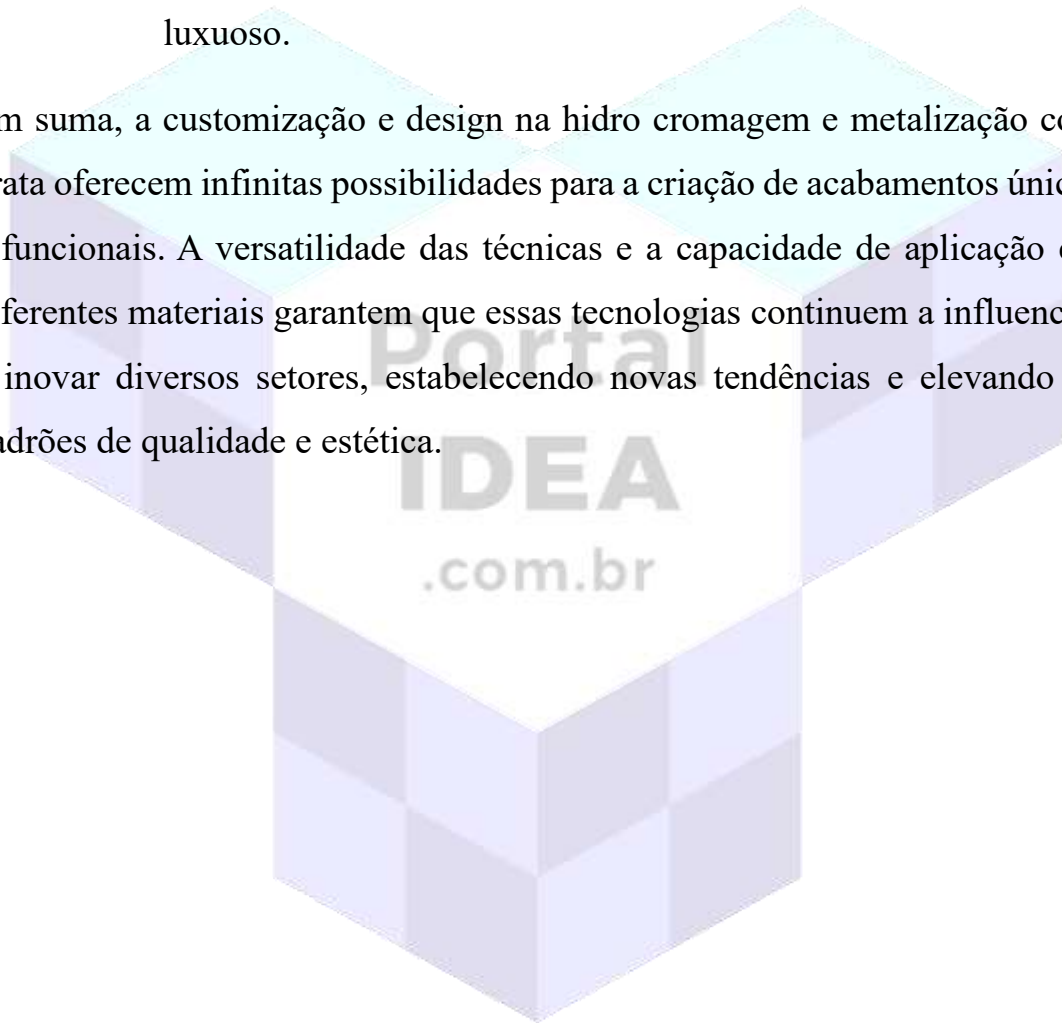 luxuoso.
m suma, a customização e design na hidro cromagem e metalização co
rata oferecem infinitas possibilidades para a criação de acabamentos únic
funcionais. A versatilidade das técnicas e a capacidade de aplicação
ferentes materiais garantem que essas tecnologias continuem a influenc
inovar diversos setores, estabelecendo novas tendências e elevando
adrões de qualidade e estética.
Portal
IDEA
.com.br